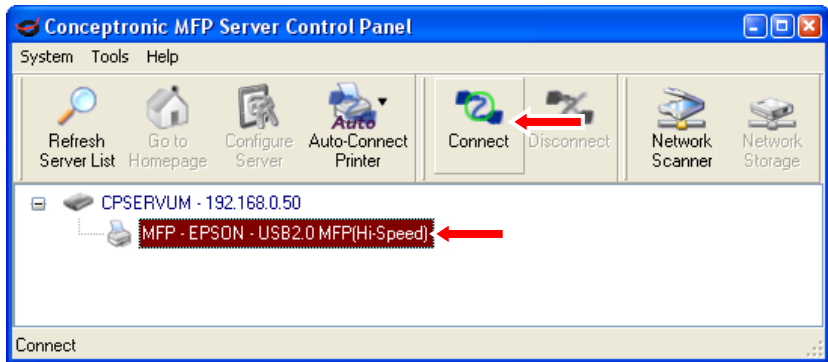 Conceptronic MFP Server Control Panel
System Tools Help
Auto
Refresh Server List
Go to Homepage
Configure Server
Auto-Connect Printer
Connect
Disconnect
Network Scanner
Network Storage
CPSERVUM - 192.168.0.50
MFP - EPSON - USB2.0 MFP(Hi-Speed)
Connect